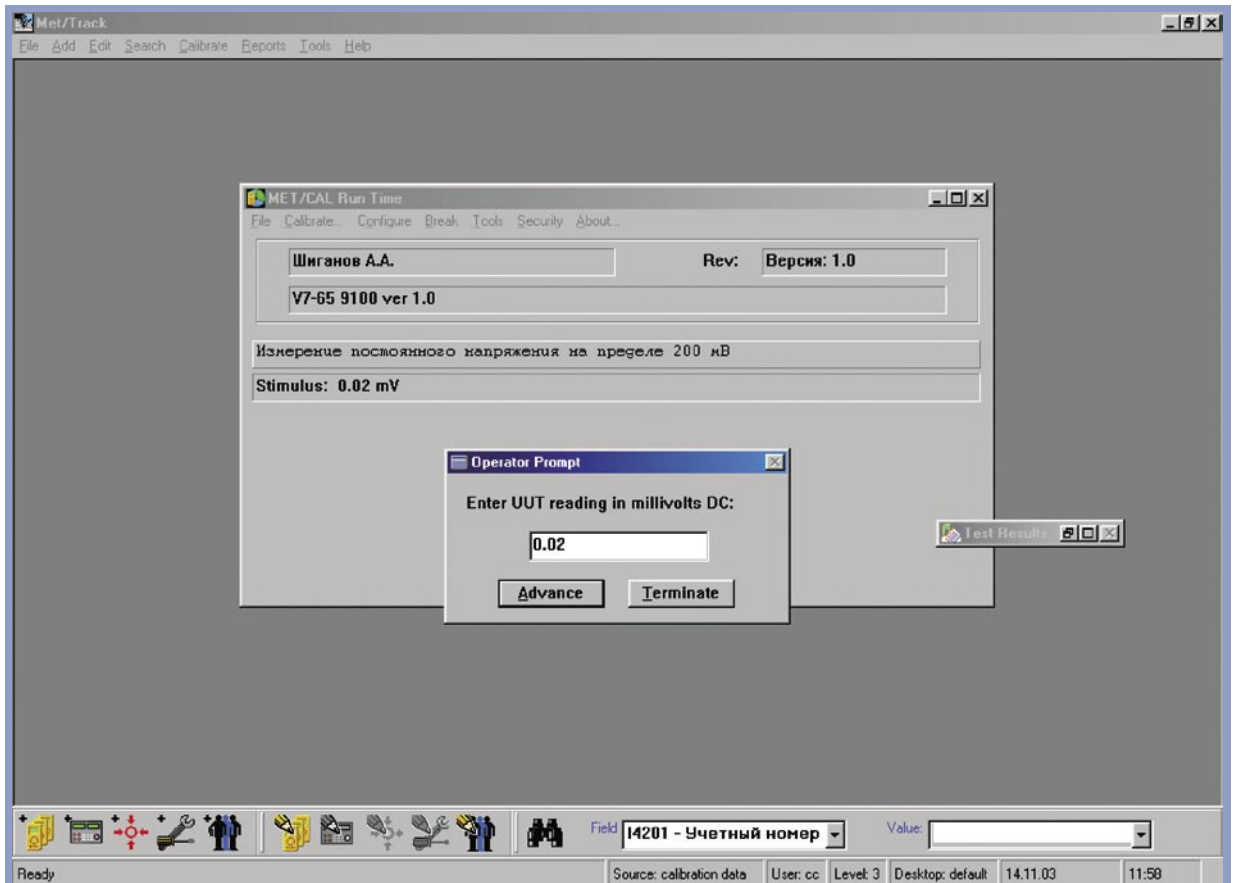 Met/Track
File Add Edit Search Calibrate Reports Tools Help
MET/CAL Run Time
File Calibrate... Configure Break Tools Security About...
Шиганов А.А. Rev: Версия: 1.0
V7-65 9100 ver 1.0
Измерение постоянного напряжения на пределе 200 мВ
Stimulus: 0.02 mV
Operator Prompt
Enter UUT reading in millivolts DC:
0.02
Advance Terminate
Test Results
Field I4201 - Учетный номер Value:
Ready Source: calibration data User: cc Level: 3 Desktop: default 14.11.03 11:58